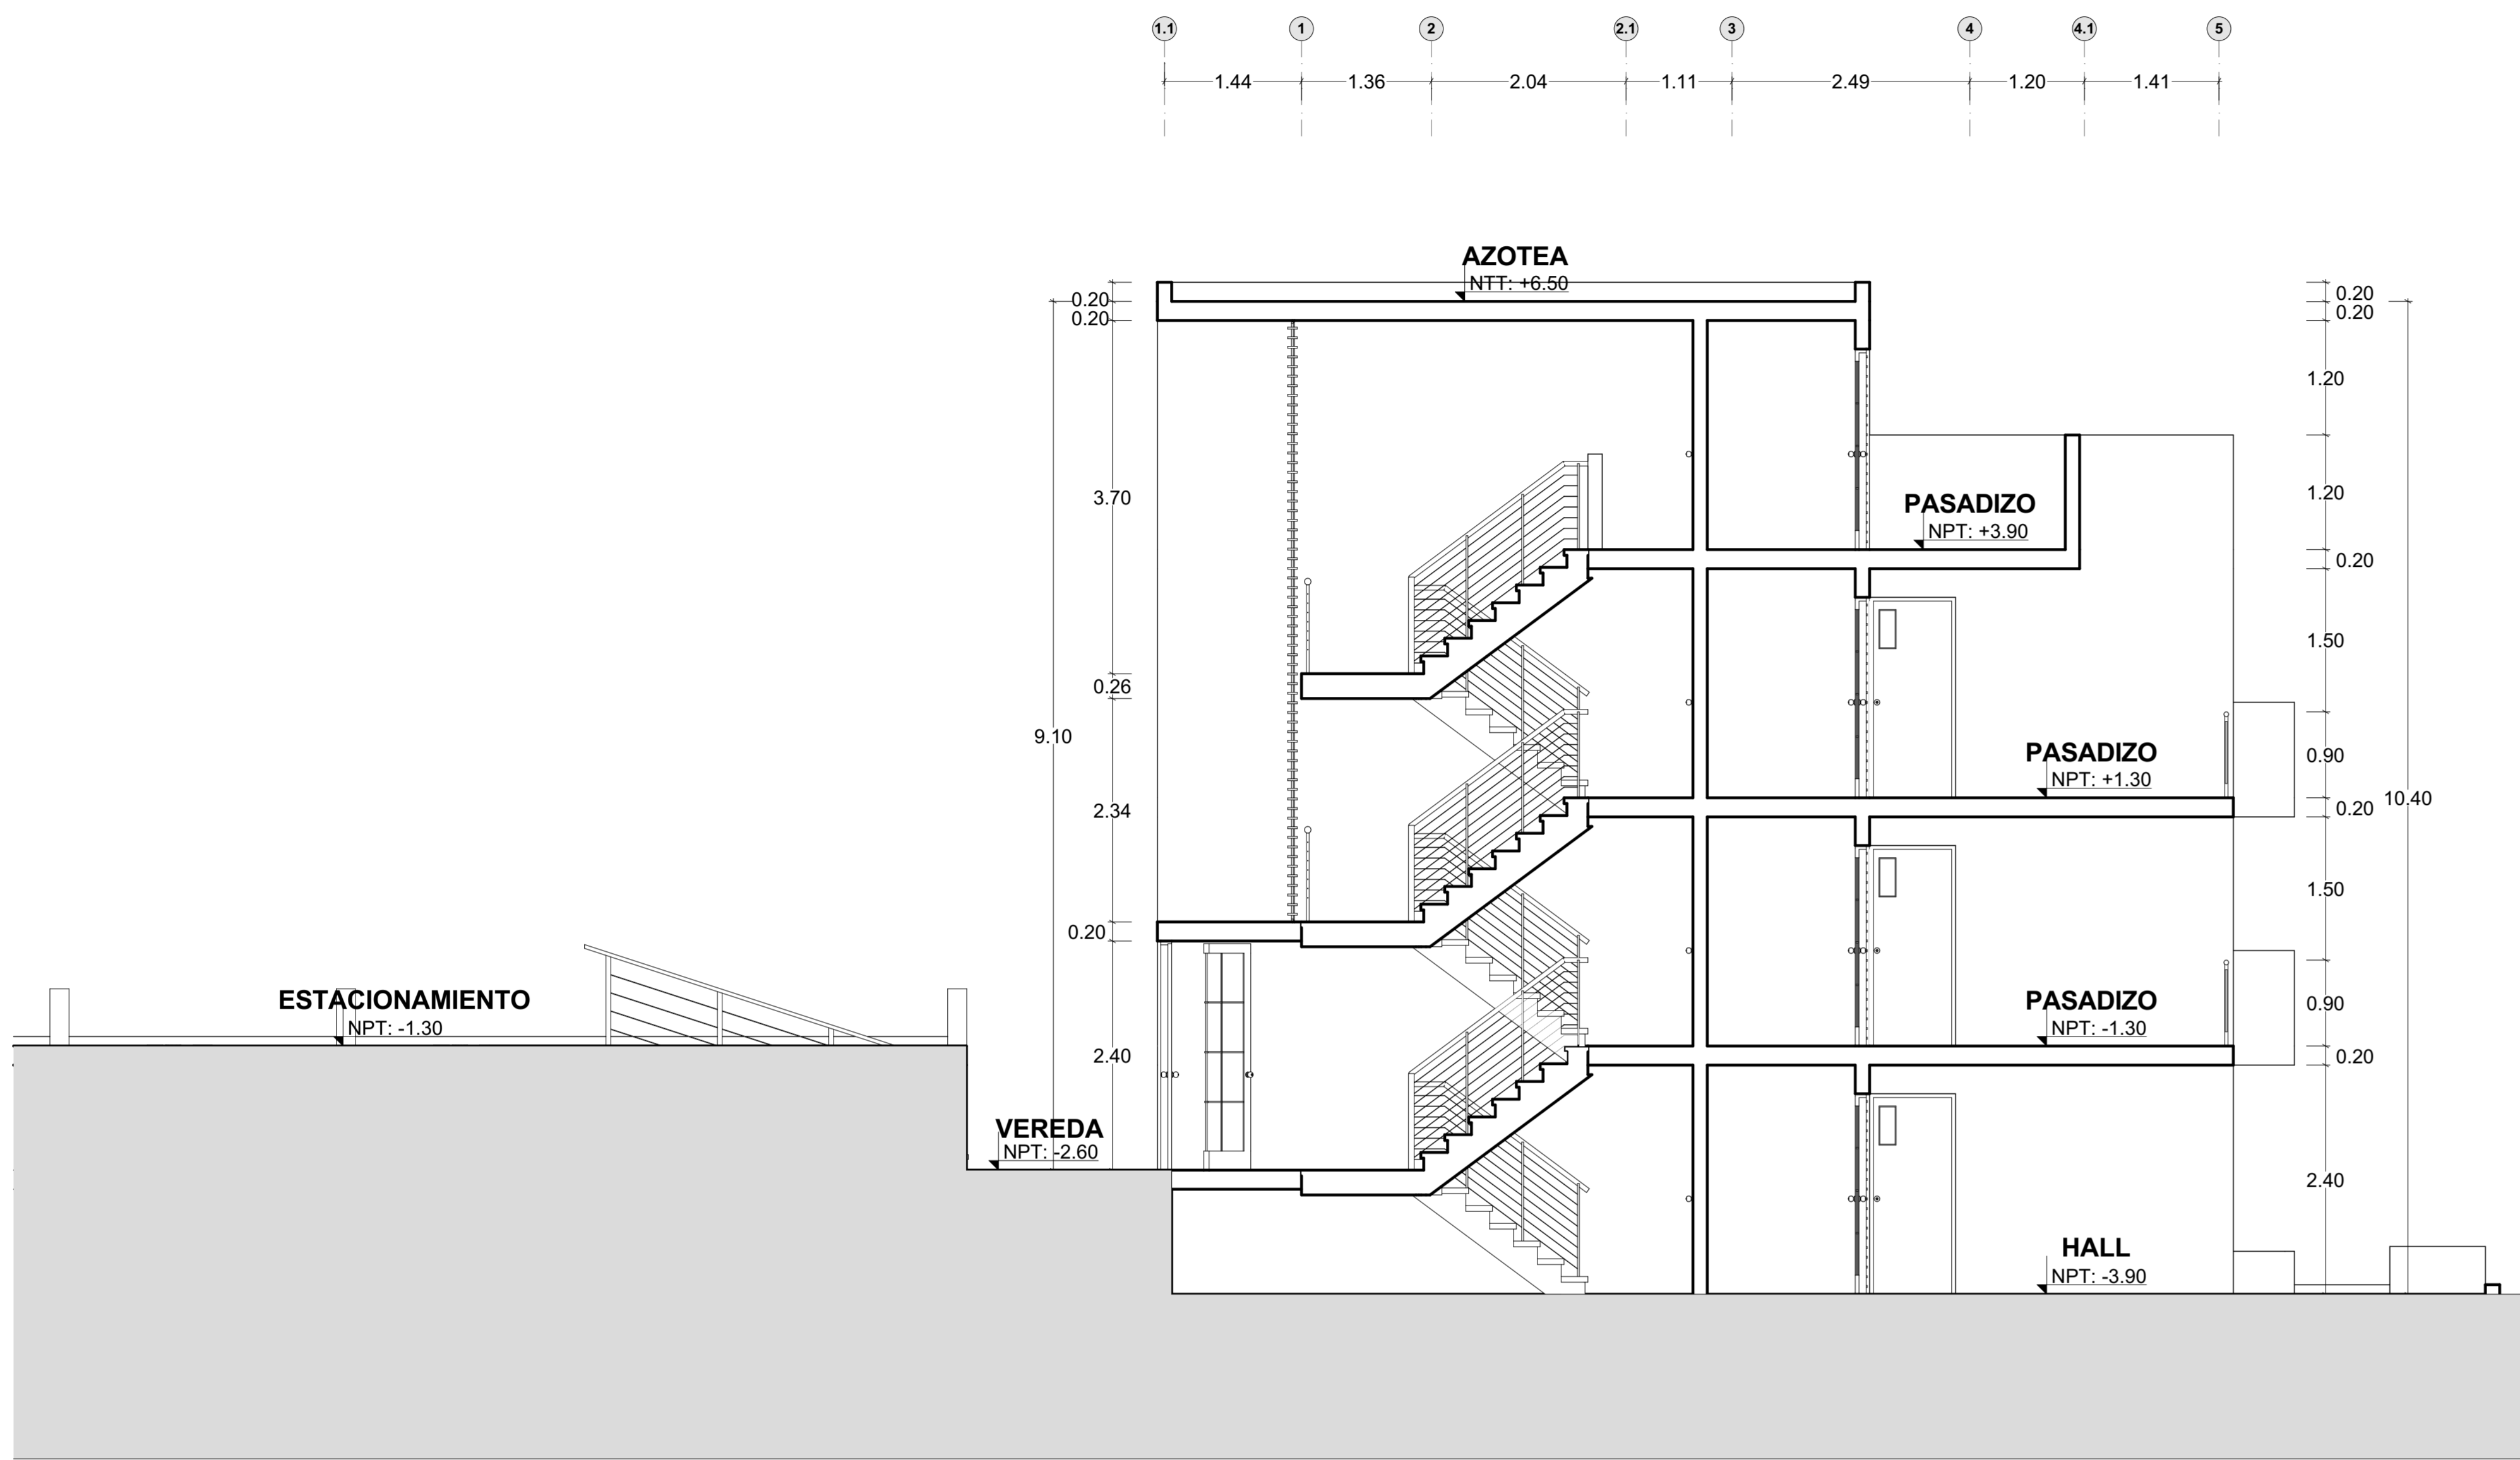 1.1 1 2 2.1 3 4 4.1 5
1.44 1.36 2.04 1.11 2.49 1.20 1.41
AZOTEA
NTT: +6.50
0.20
0.20
3.70
0.26
9.10
2.34
0.20
2.40
0.20
0.20
1.20
1.20
0.20
1.50
0.90
0.20
10.40
1.50
0.90
0.20
2.40
PASADIZO
NPT: +3.90
PASADIZO
NPT: +1.30
ESTACIONAMIENTO
NPT: -1.30
PASADIZO
NPT: -1.30
VEREDA
NPT: -2.60
HALL
NPT: -3.90